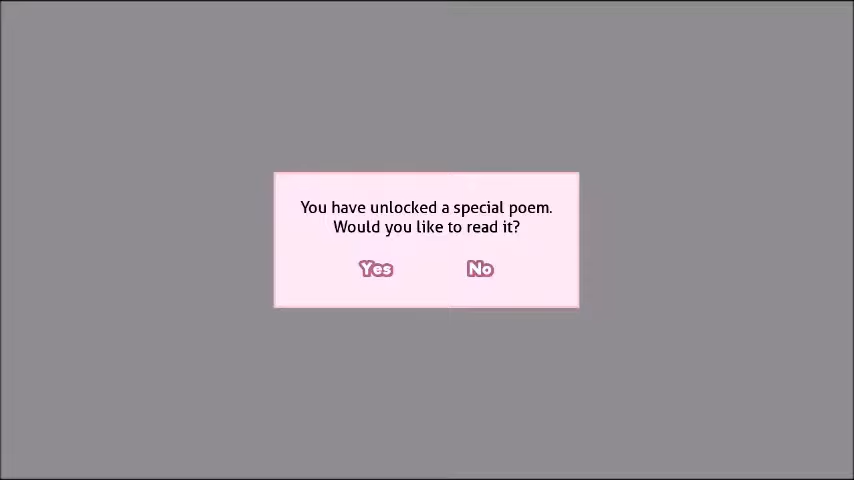 You have unlocked a special poem.
Would you like to read it?
Yes No